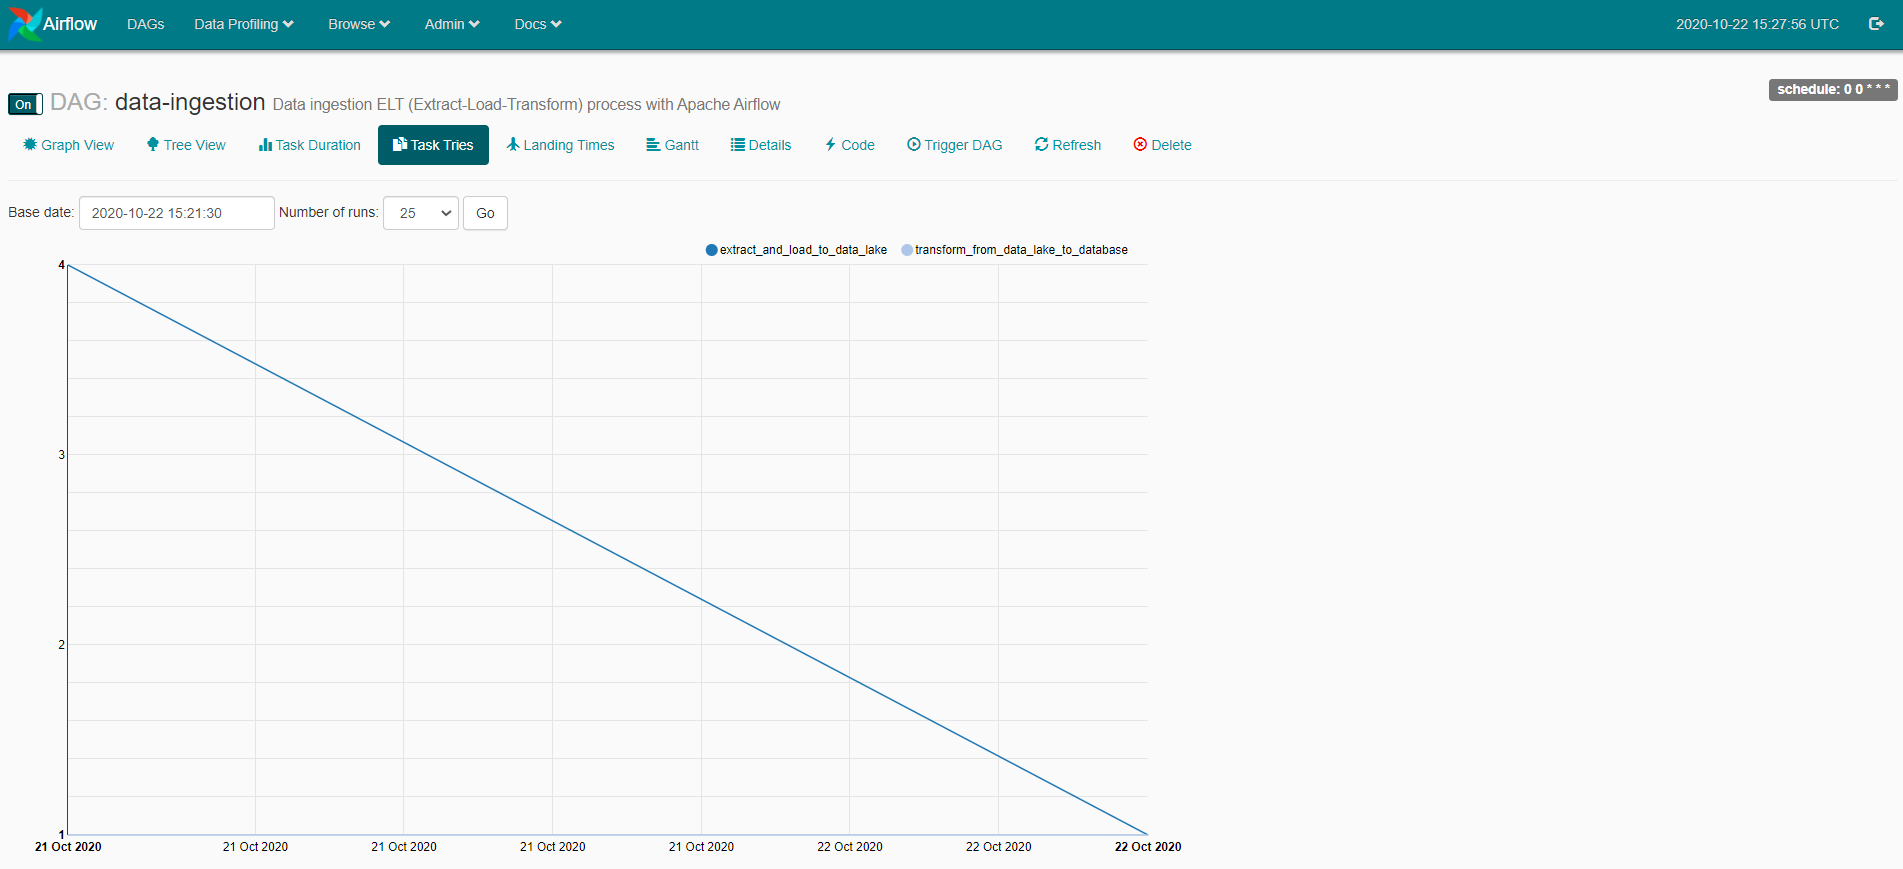 Airflow DAGs Data Profiling Browse Admin Docs 2020-10-22 15:27:56 UTC
On DAG: data-ingestion Data ingestion ELT (Extract-Load-Transform) process with Apache Airflow schedule: 0 0 * * *
Graph View Tree View Task Duration Task Tries Landing Times Gantt Details Code Trigger DAG Refresh Delete
Base date: 2020-10-22 15:21:30 Number of runs: 25 Go
extract_and_load_to_data_lake transform_from_data_lake_to_database
4
3
2
1
21 Oct 2020 21 Oct 2020 21 Oct 2020 21 Oct 2020 21 Oct 2020 22 Oct 2020 22 Oct 2020 22 Oct 2020